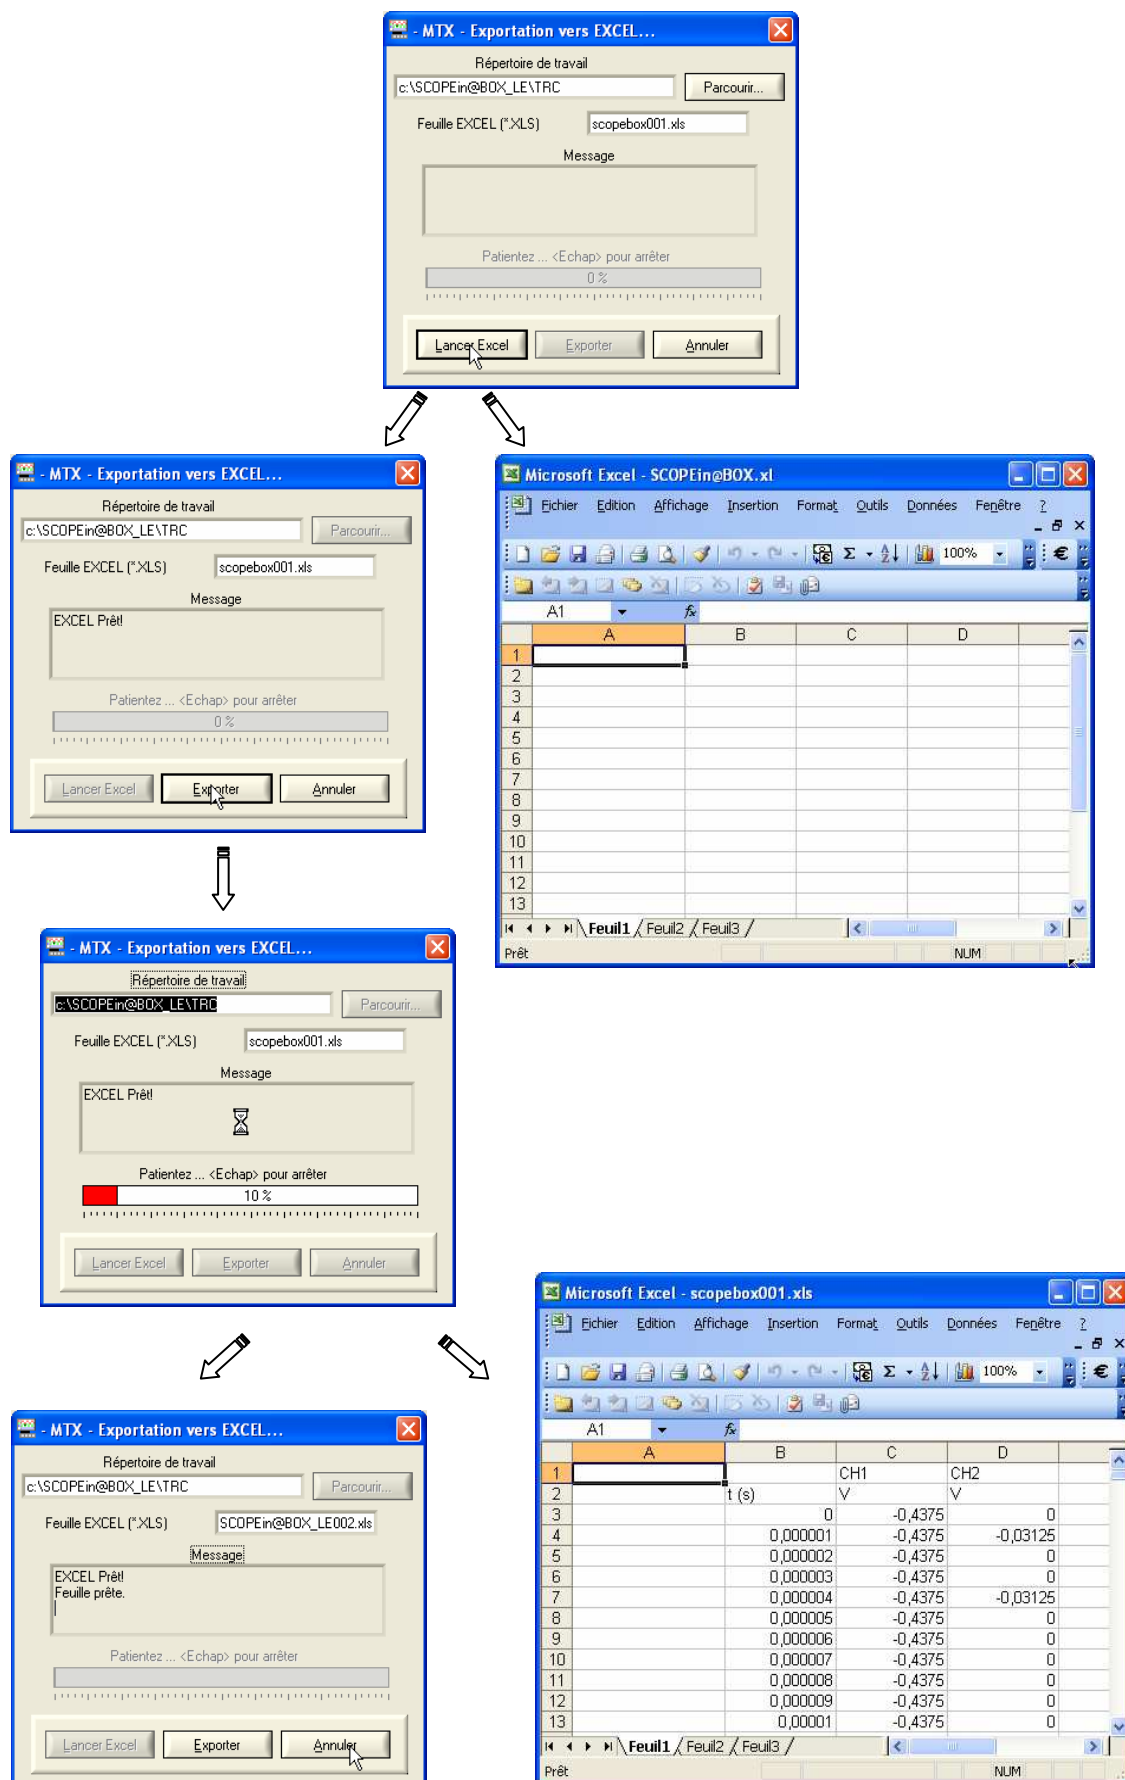 - MTX - Exportation vers EXCEL...
Répertoire de travail
c:\SCOPEin@BOX_LE\TRC
Parcourir...
Feuille EXCEL (*.XLS)
scopebox001.xls
Message
Patientez ... <Echap> pour arrêter
0 %
Lancer Excel
Exporter
Annuler
- MTX - Exportation vers EXCEL...
Répertoire de travail
c:\SCOPEin@BOX_LE\TRC
Parcourir...
Feuille EXCEL (*.XLS)
scopebox001.xls
Message
EXCEL Prêt!
Patientez ... <Echap> pour arrêter
0 %
Lancer Excel
Exporter
Annuler
Microsoft Excel - SCOPEin@BOX.xl
Fichier Edition Affichage Insertion Format Outils Données Fenêtre ?
100%
A1
fx
A B C D
1
2
3
4
5
6
7
8
9
10
11
12
13
Feuil1 Feuil2 Feuil3
Prêt
NUM
- MTX - Exportation vers EXCEL...
Répertoire de travail
c:\SCOPEin@BOX_LE\TRC
Parcourir...
Feuille EXCEL (*.XLS)
scopebox001.xls
Message
EXCEL Prêt!
Patientez ... <Echap> pour arrêter
10 %
Lancer Excel
Exporter
Annuler
- MTX - Exportation vers EXCEL...
Répertoire de travail
c:\SCOPEin@BOX_LE\TRC
Parcourir...
Feuille EXCEL (*.XLS)
SCOPEin@BOX_LE002.xls
Message
EXCEL Prêt!
Feuille prête.
Patientez ... <Echap> pour arrêter
Lancer Excel
Exporter
Annuler
Microsoft Excel - scopebox001.xls
Fichier Edition Affichage Insertion Format Outils Données Fenêtre ?
100%
A1
fx
A B C D
1 CH1 CH2
2 t (s) V V
3 0 -0,4375 0
4 0,000001 -0,4375 -0,03125
5 0,000002 -0,4375 0
6 0,000003 -0,4375 0
7 0,000004 -0,4375 -0,03125
8 0,000005 -0,4375 0
9 0,000006 -0,4375 0
10 0,000007 -0,4375 0
11 0,000008 -0,4375 0
12 0,000009 -0,4375 0
13 0,00001 -0,4375 0
Feuil1 Feuil2 Feuil3
Prêt
NUM